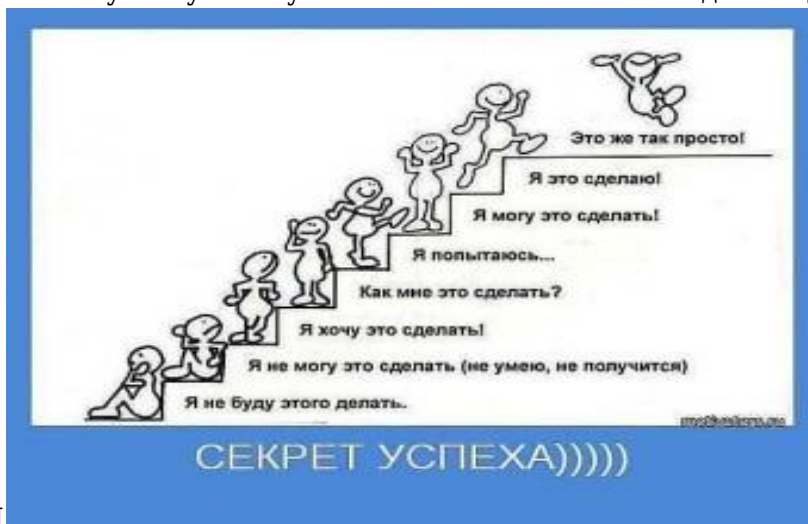 Это же так просто!
Я это сделаю!
Я могу это сделать!
Я попытаюсь...
Как мне это сделать?
Я хочу это сделать!
Я не могу это сделать (не умею, не получится)
Я не буду этого делать.
СЕКРЕТ УСПЕХА)))))